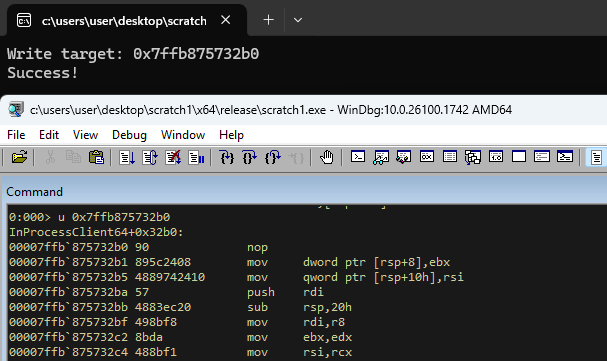 c:\users\user\desktop\scratch
Write target: 0x7ffb875732b0
Success!
c:\users\user\desktop\scratch1\x64\release\scratch1.exe - WinDbg:10.0.26100.1742 AMD64
File Edit View Debug Window Help
Command
0:000> u 0x7ffb875732b0
InProcessClient64+0x32b0:
00007ffb`875732b0 90 nop
00007ffb`875732b1 895c2408 mov dword ptr [rsp+8],ebx
00007ffb`875732b5 4889742410 mov qword ptr [rsp+10h],rsi
00007ffb`875732ba 57 push rdi
00007ffb`875732bb 4883ec20 sub rsp,20h
00007ffb`875732bf 498bf8 mov rdi,r8
00007ffb`875732c2 8bda mov ebx,edx
00007ffb`875732c4 488bf1 mov rsi,rcx